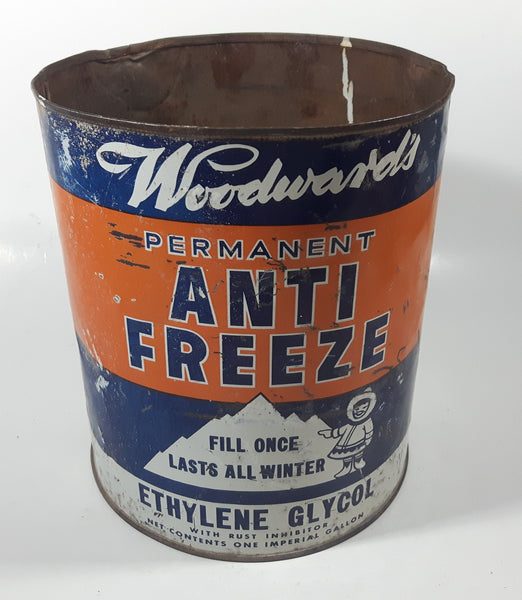 Woodward's
PERMANENT
ANTI
FREEZE
FILL ONCE
LASTS ALL WINTER
ETHYLENE GLYCOL
WITH RUST INHIBITOR
NET CONTENTS ONE IMPERIAL GALLON